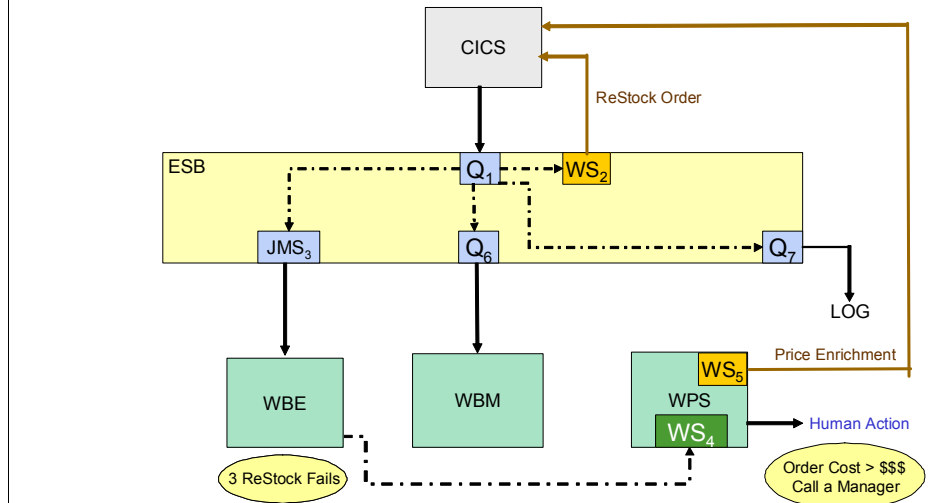 CICS
ReStock Order
ESB
Q1
WS2
JMS3
Q6
Q7
LOG
Price Enrichment
WBE
WBM
WS5
WPS
WS4
Human Action
3 ReStock Fails
Order Cost > $$$
Call a Manager